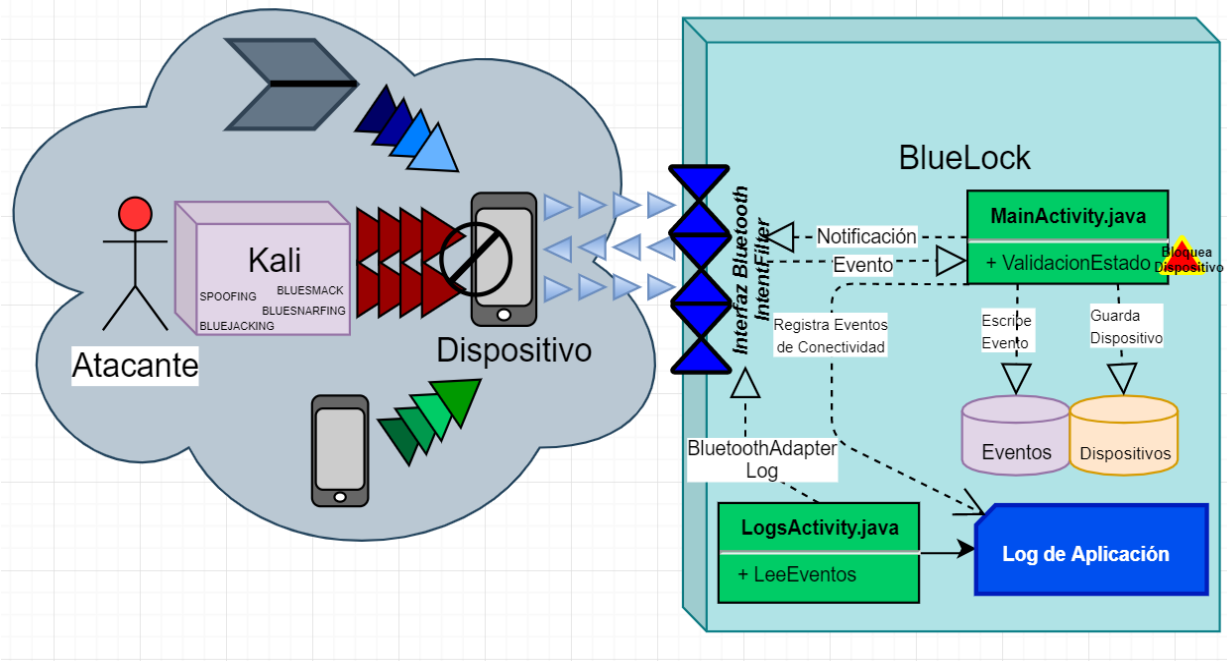 Kali
SPOOFING
BLUESMACK
BLUESNARFING
BLUEJACKING
Atacante
Dispositivo
BlueLock
Interfaz Bluetooth
IntentFilter
MainActivity.java
+ ValidacionEstado
Bloquea
Dispositivo
Notificación
Evento
Registra Eventos
de Conectividad
Escribe
Evento
Guarda
Dispositivo
Eventos
Dispositivos
BluetoothAdapter
Log
LogsActivity.java
+ LeeEventos
Log de Aplicación